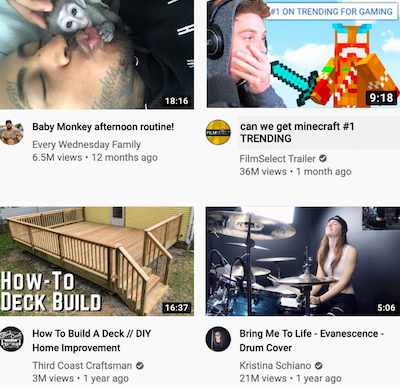 18:16
#1 ON TRENDING FOR GAMING
9:18
Baby Monkey afternoon routine!
Every Wednesday Family
6.5M views • 12 months ago
FILMSELECT
can we get minecraft #1
TRENDING
FilmSelect Trailer
36M views • 1 month ago
HOW-TO
DECK BUILD
16:37
5:06
How To Build A Deck // DIY
Home Improvement
Third Coast Craftsman
3M views • 1 year ago
Bring Me To Life - Evanescence -
Drum Cover
Kristina Schiano
21M views • 1 year ago